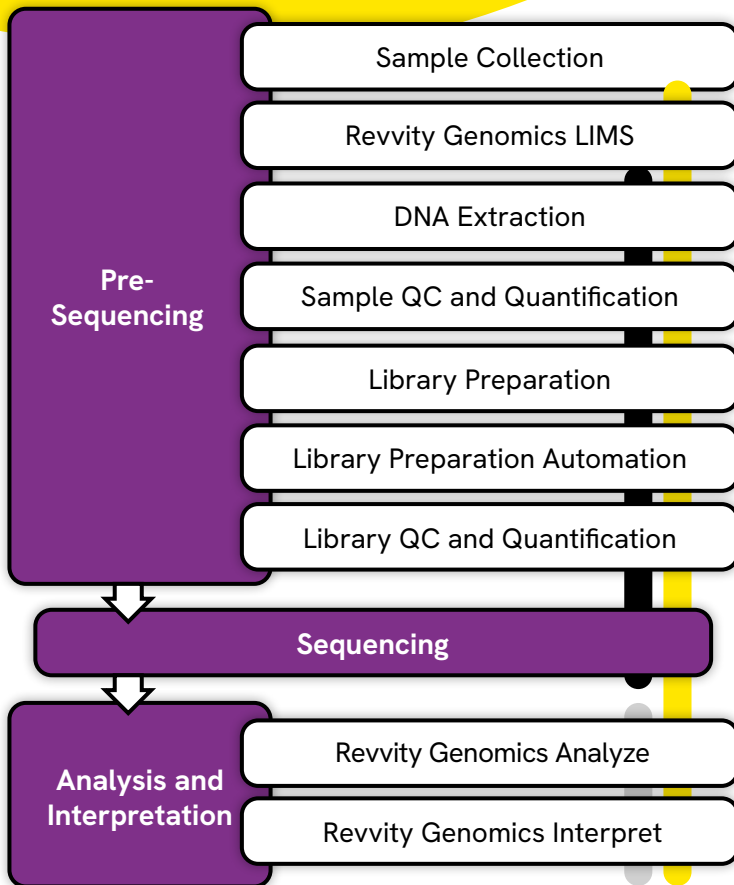 Sample Collection
Revvity Genomics LIMS
DNA Extraction
Pre-
Sequencing
Sample QC and Quantification
Library Preparation
Library Preparation Automation
Library QC and Quantification
Sequencing
Analysis and
Interpretation
Revvity Genomics Analyze
Revvity Genomics Interpret